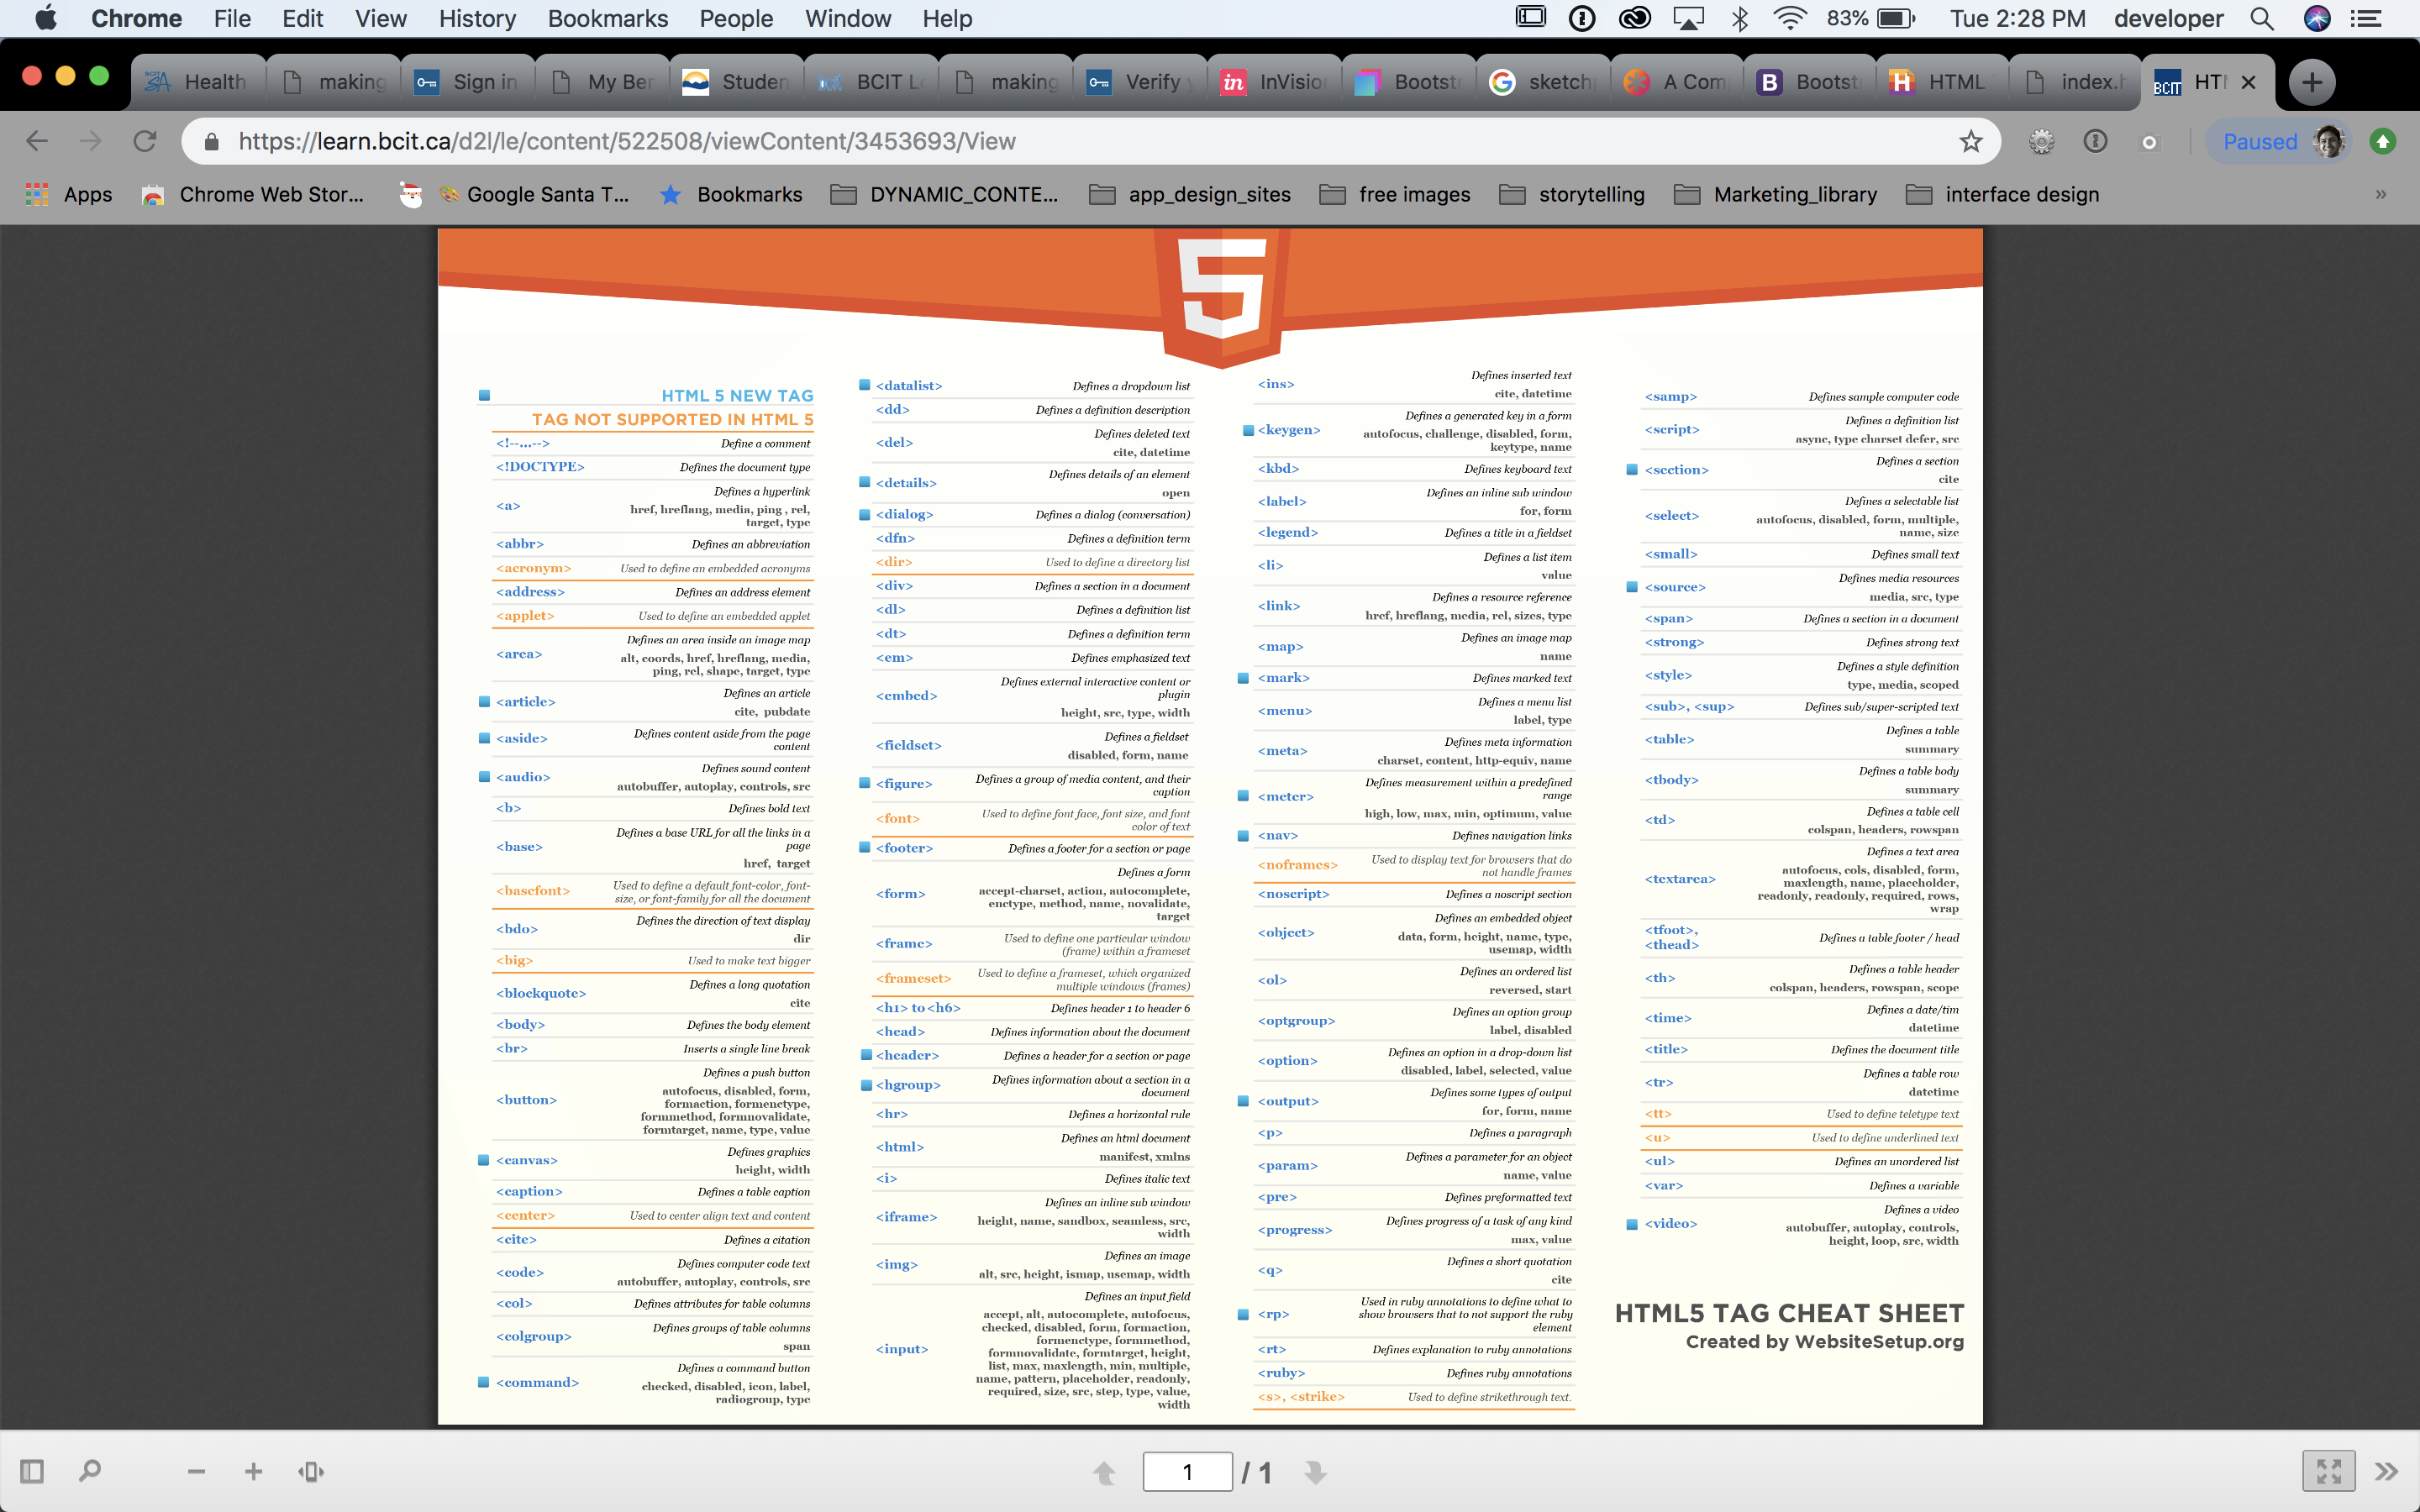 Chrome File Edit View History Bookmarks People Window Help 83% Tue 2:28 PM developer
Health making Sign in My Ber Studen BCIT Lo making Verify y in InVision Bootstr sketch A Com B Bootst HTML index.h BCIT HTM
https://learn.bcit.ca/d2l/le/content/522508/viewContent/3453693/View Paused
Apps Chrome Web Stor... Google Santa T... Bookmarks DYNAMIC_CONTE... app_design_sites free images storytelling Marketing_library interface design »
5
HTML 5 NEW TAG
TAG NOT SUPPORTED IN HTML 5
<!--...--> Define a comment
<!DOCTYPE> Defines the document type
<a> Defines a hyperlink
href, hreflang, media, ping , rel,
target, type
<abbr> Defines an abbreviation
<acronym> Used to define an embedded acronyms
<address> Defines an address element
<applet> Used to define an embedded applet
<area> Defines an area inside an image map
alt, coords, href, hreflang, media,
ping, rel, shape, target, type
<article> Defines an article
cite, pubdate
<aside> Defines content aside from the page
content
<audio> Defines sound content
autobuffer, autoplay, controls, src
<b> Defines bold text
<base> Defines a base URL for all the links in a
page
href, target
<basefont> Used to define a default font-color, font-
size, or font-family for all the document
<bdo> Defines the direction of text display
dir
<big> Used to make text bigger
<blockquote> Defines a long quotation
cite
<body> Defines the body element
<br> Inserts a single line break
<button> Defines a push button
autofocus, disabled, form,
formaction, formenctype,
formmethod, formnovalidate,
formtarget, name, type, value
<canvas> Defines graphics
height, width
<caption> Defines a table caption
<center> Used to center align text and content
<cite> Defines a citation
<code> Defines computer code text
autobuffer, autoplay, controls, src
<col> Defines attributes for table columns
<colgroup> Defines groups of table columns
span
<command> Defines a command button
checked, disabled, icon, label,
radiogroup, type
<datalist> Defines a dropdown list
<dd> Defines a definition description
<del> Defines deleted text
cite, datetime
<details> Defines details of an element
open
<dialog> Defines a dialog (conversation)
<dfn> Defines a definition term
<dir> Used to define a directory list
<div> Defines a section in a document
<dl> Defines a definition list
<dt> Defines a definition term
<em> Defines emphasized text
<embed> Defines external interactive content or
plugin
height, src, type, width
<fieldset> Defines a fieldset
disabled, form, name
<figure> Defines a group of media content, and their
caption
<font> Used to define font face, font size, and font
color of text
<footer> Defines a footer for a section or page
<form> Defines a form
accept-charset, action, autocomplete,
enctype, method, name, novalidate,
target
<frame> Used to define one particular window
(frame) within a frameset
<frameset> Used to define a frameset, which organized
multiple windows (frames)
<h1> to <h6> Defines header 1 to header 6
<head> Defines information about the document
<header> Defines a header for a section or page
<hgroup> Defines information about a section in a
document
<hr> Defines a horizontal rule
<html> Defines an html document
manifest, xmlns
<i> Defines italic text
<iframe> Defines an inline sub window
height, name, sandbox, seamless, src,
width
<img> Defines an image
alt, src, height, ismap, usemap, width
<input> Defines an input field
accept, alt, autocomplete, autofocus,
checked, disabled, form, formaction,
formenctype, formmethod,
formnovalidate, formtarget, height,
list, max, maxlength, min, multiple,
name, pattern, placeholder, readonly,
required, size, src, step, type, value,
width
<ins> Defines inserted text
cite, datetime
<keygen> Defines a generated key in a form
autofocus, challenge, disabled, form,
keytype, name
<kbd> Defines keyboard text
<label> Defines an inline sub window
for, form
<legend> Defines a title in a fieldset
<li> Defines a list item
value
<link> Defines a resource reference
href, hreflang, media, rel, sizes, type
<map> Defines an image map
name
<mark> Defines marked text
<menu> Defines a menu list
label, type
<meta> Defines meta information
charset, content, http-equiv, name
<meter> Defines measurement within a predefined
range
high, low, max, min, optimum, value
<nav> Defines navigation links
<noframes> Used to display text for browsers that do
not handle frames
<noscript> Defines a noscript section
<object> Defines an embedded object
data, form, height, name, type,
usemap, width
<ol> Defines an ordered list
reversed, start
<optgroup> Defines an option group
label, disabled
<option> Defines an option in a drop-down list
disabled, label, selected, value
<output> Defines some types of output
for, form, name
<p> Defines a paragraph
<param> Defines a parameter for an object
name, value
<pre> Defines preformatted text
<progress> Defines progress of a task of any kind
max, value
<q> Defines a short quotation
cite
<rp> Used in ruby annotations to define what to
show browsers that to not support the ruby
element
<rt> Defines explanation to ruby annotations
<ruby> Defines ruby annotations
<s>, <strike> Used to define strikethrough text.
<samp> Defines sample computer code
<script> Defines a definition list
async, type charset defer, src
<section> Defines a section
cite
<select> Defines a selectable list
autofocus, disabled, form, multiple,
name, size
<small> Defines small text
<source> Defines media resources
media, src, type
<span> Defines a section in a document
<strong> Defines strong text
<style> Defines a style definition
type, media, scoped
<sub>, <sup> Defines sub/super-scripted text
<table> Defines a table
summary
<tbody> Defines a table body
summary
<td> Defines a table cell
colspan, headers, rowspan
<textarea> Defines a text area
autofocus, cols, disabled, form,
maxlength, name, placeholder,
readonly, readonly, required, rows,
wrap
<tfoot>,
<thead> Defines a table footer / head
<th> Defines a table header
colspan, headers, rowspan, scope
<time> Defines a date/tim
datetime
<title> Defines the document title
<tr> Defines a table row
datetime
<tt> Used to define teletype text
<u> Used to define underlined text
<ul> Defines an unordered list
<var> Defines a variable
<video> Defines a video
autobuffer, autoplay, controls,
height, loop, src, width
HTML5 TAG CHEAT SHEET
Created by WebsiteSetup.org
1 / 1